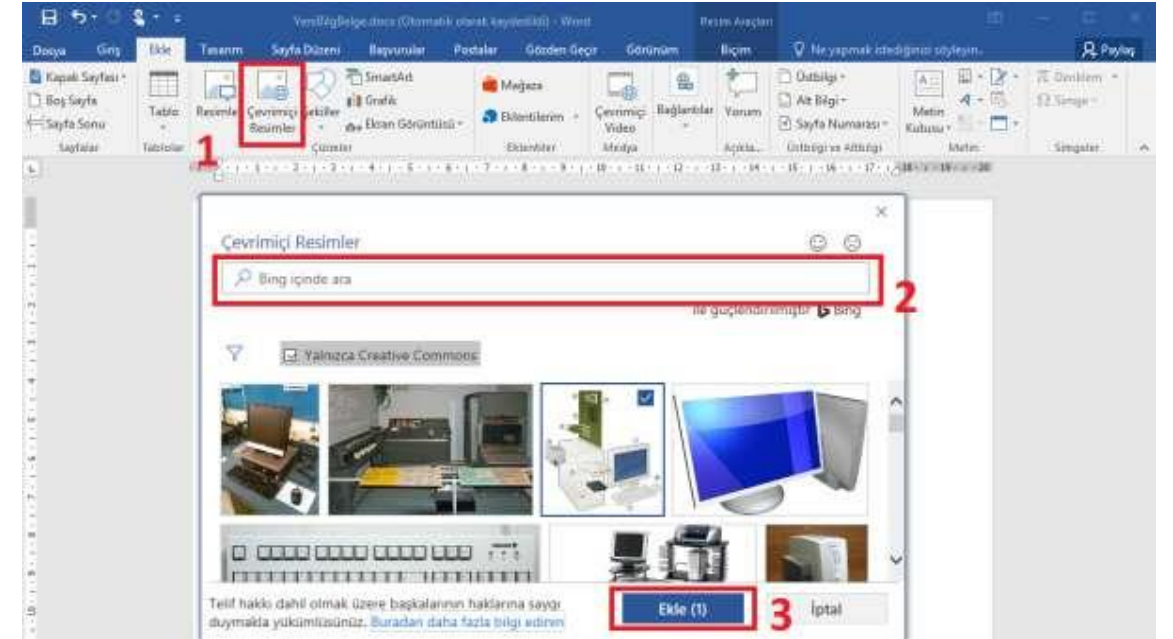 YeniBilgBelge.docx (Otomatik olarak kaydedildi) - Word
Resim Araçları
Dosya Giriş Ekle Tasarım Sayfa Düzeni Başvurular Postalar Gözden Geçir Görünüm Biçim Ne yapmak istediğinizi söyleyin. Paylaş
Kapak Sayfası
Boş Sayfa
Sayfa Sonu
Sayfalar
Tablo
Tablolar
Resimler
Çevrimiçi
Resimler
Şekiller
SmartArt
Grafik
Ekran Görüntüsü
Çizimler
Mağaza
Eklentilerim
Eklentiler
Çevrimiçi
Video
Medya
Bağlantılar
Yorum
Açıkla...
Üstbilgi
Alt Bilgi
Sayfa Numarası
Üstbilgi ve Altbilgi
Metin
Kutusu
Metin
Denklem
Simge
Simgeler
1
Çevrimiçi Resimler
Bing içinde ara
2
ile güçlendirilmiştir Bing
Yalnızca Creative Commons
Telif hakkı dahil olmak üzere başkalarının haklarına saygı
duymakla yükümlüsünüz. Buradan daha fazla bilgi edinin
Ekle (1)
3
İptal